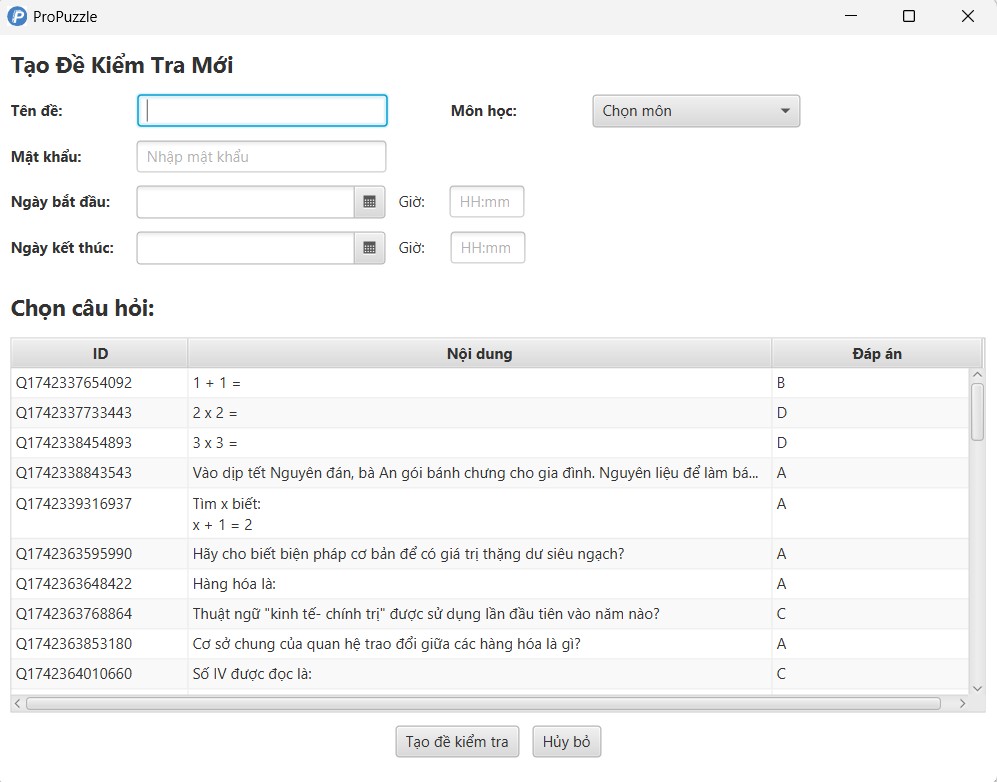 ProPuzzle
Tạo Đề Kiểm Tra Mới
Tên đề: Môn học: Chọn môn
Mật khẩu: Nhập mật khẩu
Ngày bắt đầu: Giờ: HH:mm
Ngày kết thúc: Giờ: HH:mm
Chọn câu hỏi:
ID Nội dung Đáp án
Q1742337654092 1 + 1 = B
Q1742337733443 2 x 2 = D
Q1742338454893 3 x 3 = D
Q1742338843543 Vào dịp tết Nguyên đán, bà An gói bánh chưng cho gia đình. Nguyên liệu để làm bá... A
Q1742339316937 Tìm x biết: A
x + 1 = 2
Q1742363595990 Hãy cho biết biện pháp cơ bản để có giá trị thặng dư siêu ngạch? A
Q1742363648422 Hàng hóa là: A
Q1742363768864 Thuật ngữ "kinh tế- chính trị" được sử dụng lần đầu tiên vào năm nào? C
Q1742363853180 Cơ sở chung của quan hệ trao đổi giữa các hàng hóa là gì? A
Q1742364010660 Số IV được đọc là: C
Tạo đề kiểm tra Hủy bỏ